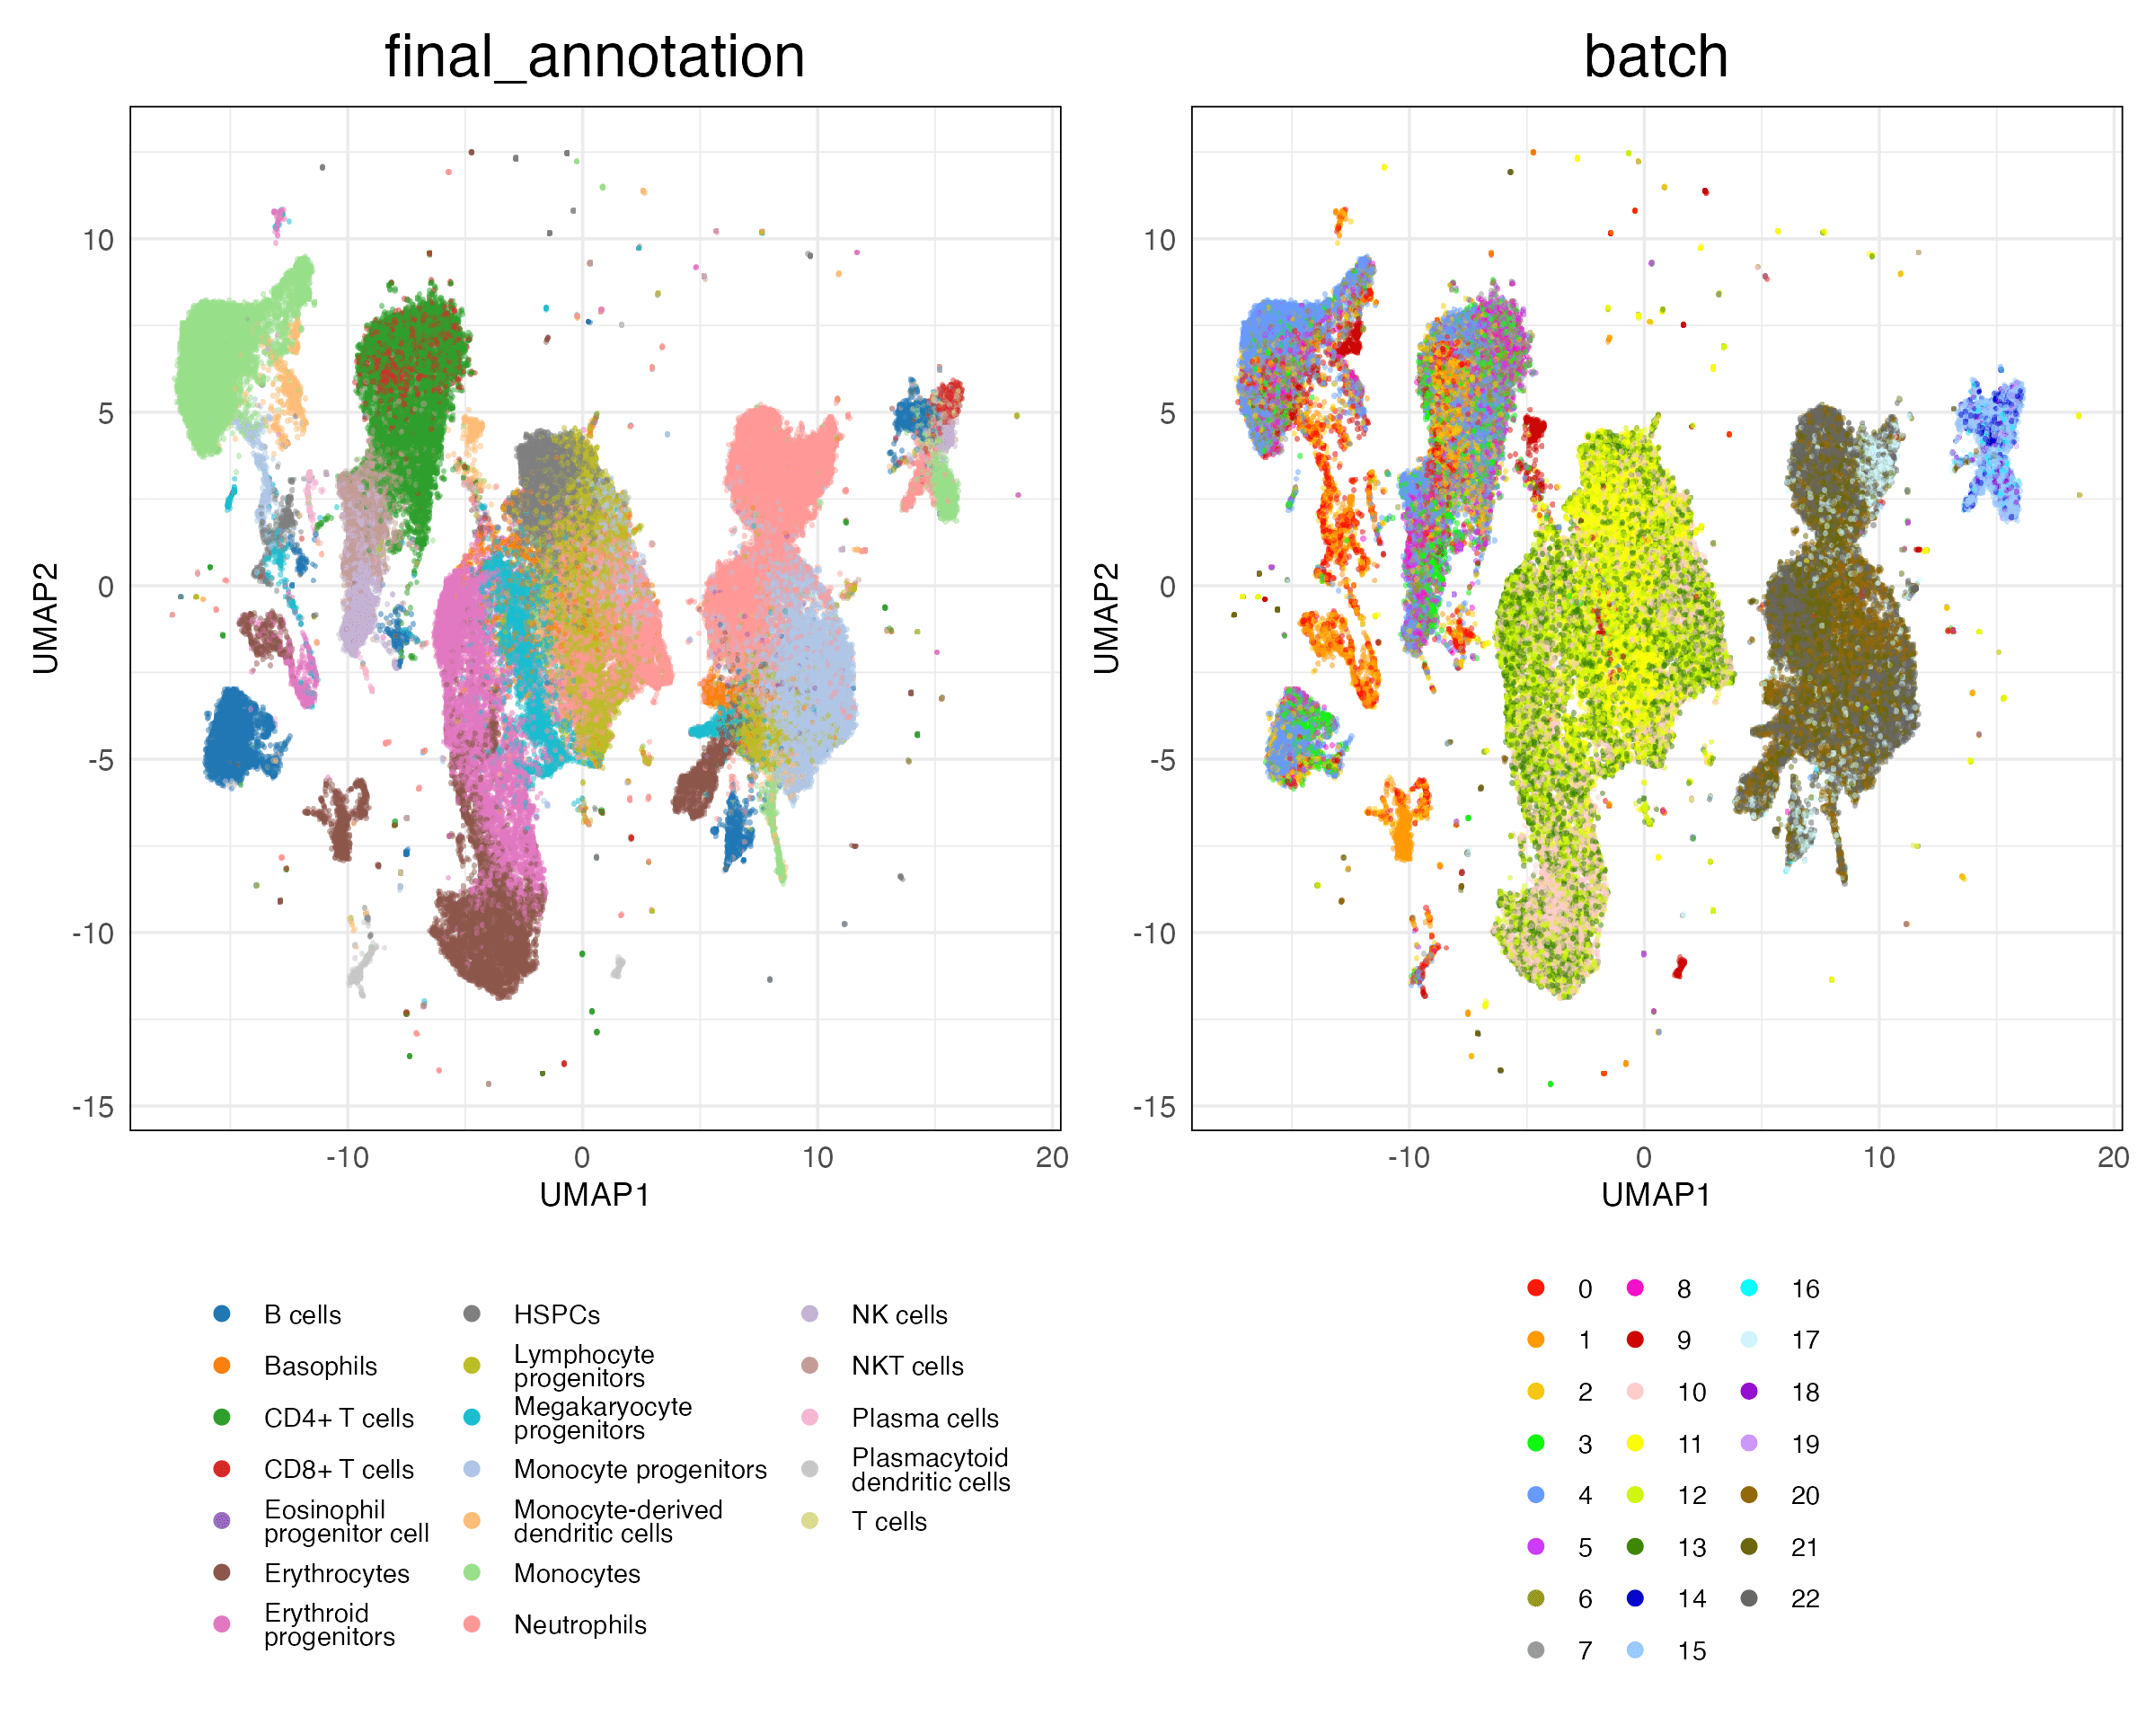 final_annotation
10
5
0
-5
-10
-15
UMAP2
-10
0
10
20
UMAP1
B cells
Basophils
CD4+ T cells
CD8+ T cells
Eosinophil
progenitor cell
Erythrocytes
Erythroid
progenitors
HSPCs
Lymphocyte
progenitors
Megakaryocyte
progenitors
Monocyte progenitors
Monocyte-derived
dendritic cells
Monocytes
Neutrophils
NK cells
NKT cells
Plasma cells
Plasmacytoid
dendritic cells
T cells
batch
10
5
0
-5
-10
-15
UMAP2
-10
0
10
20
UMAP1
0
1
2
3
4
5
6
7
8
9
10
11
12
13
14
15
16
17
18
19
20
21
22